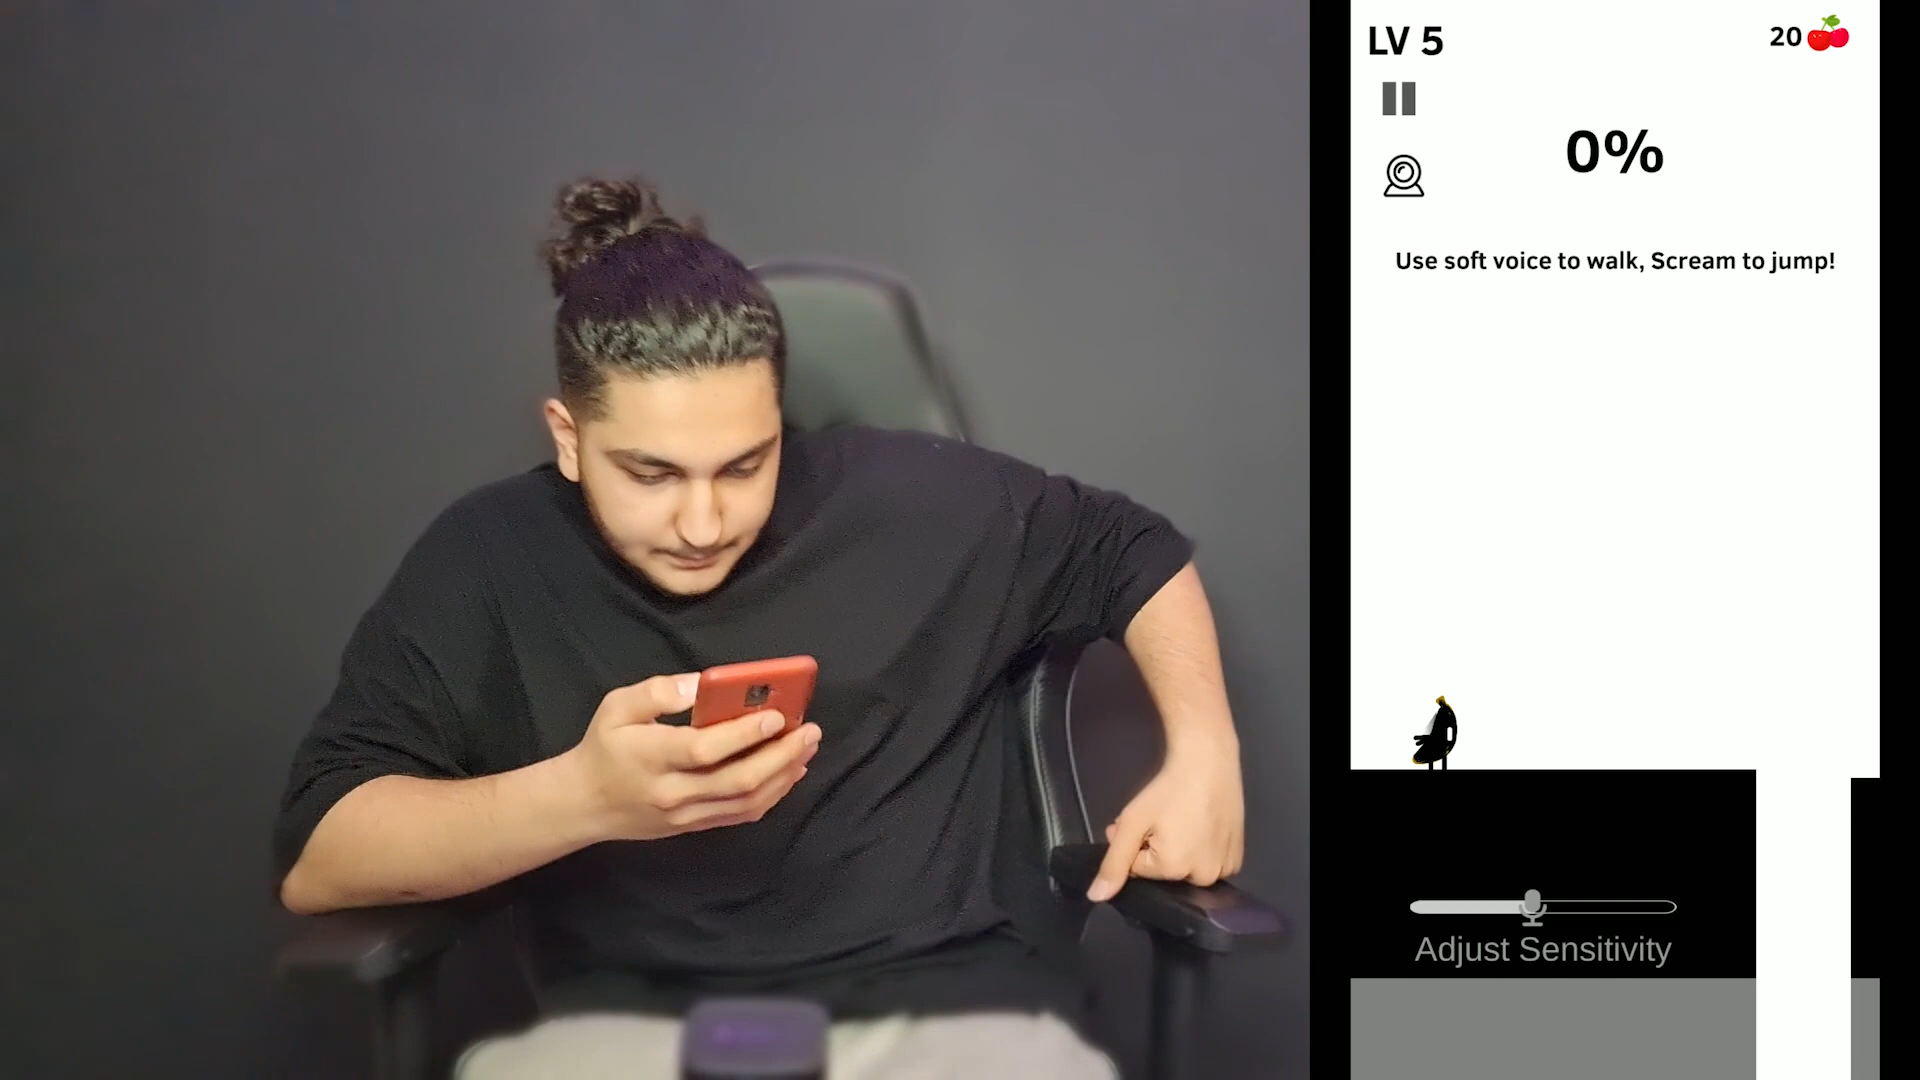 LV 5
20
0%
Use soft voice to walk, Scream to jump!
Adjust Sensitivity